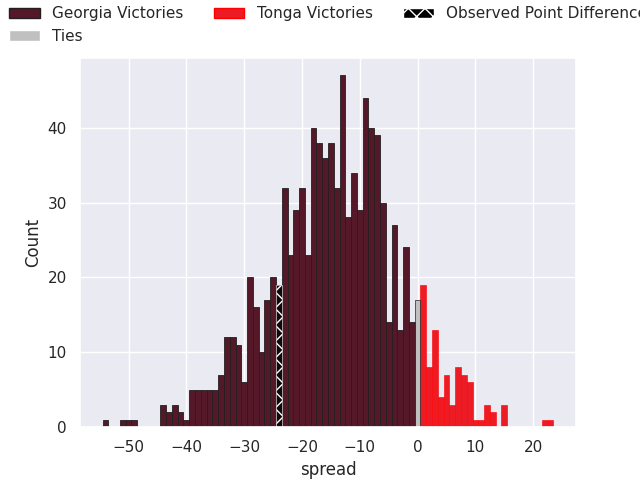 Georgia Victories
Tonga Victories
Observed Point Difference
Ties
Count
40
30
20
10
0
−50
−40
−30
−20
−10
0
10
20
spread